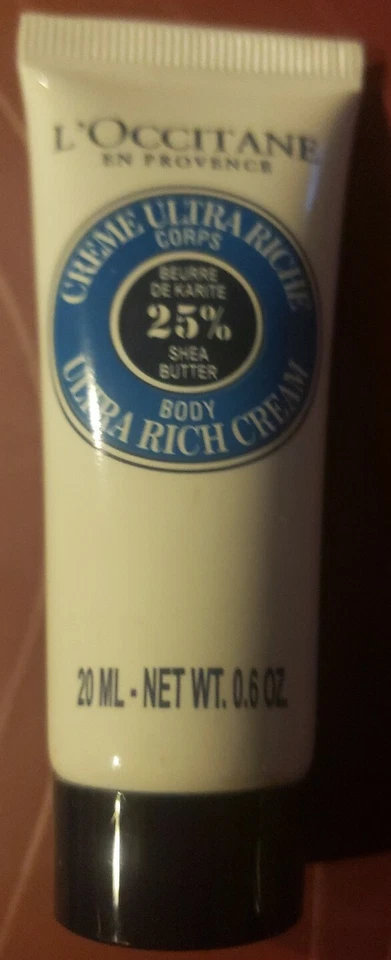 L'OCCITANE
EN PROVENCE
CRÈME ULTRA RICHE
CORPS
BEURRE
DE KARITE
25%
SHEA
BUTTER
BODY
ULTRA RICH CREAM
20 ML - NET WT. 0.6 OZ.